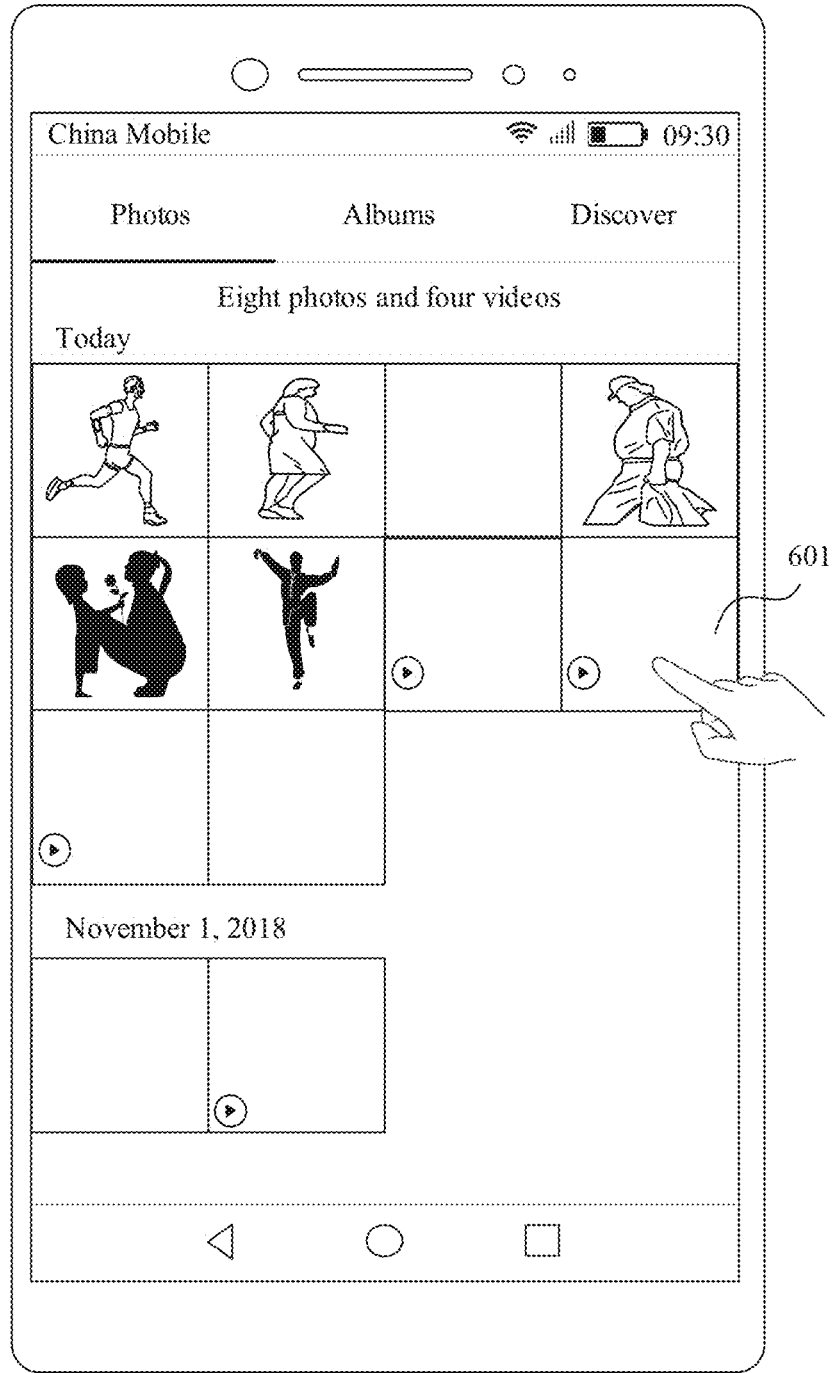 China Mobile 09:30
Photos Albums Discover
Eight photos and four videos
Today
601
November 1, 2018